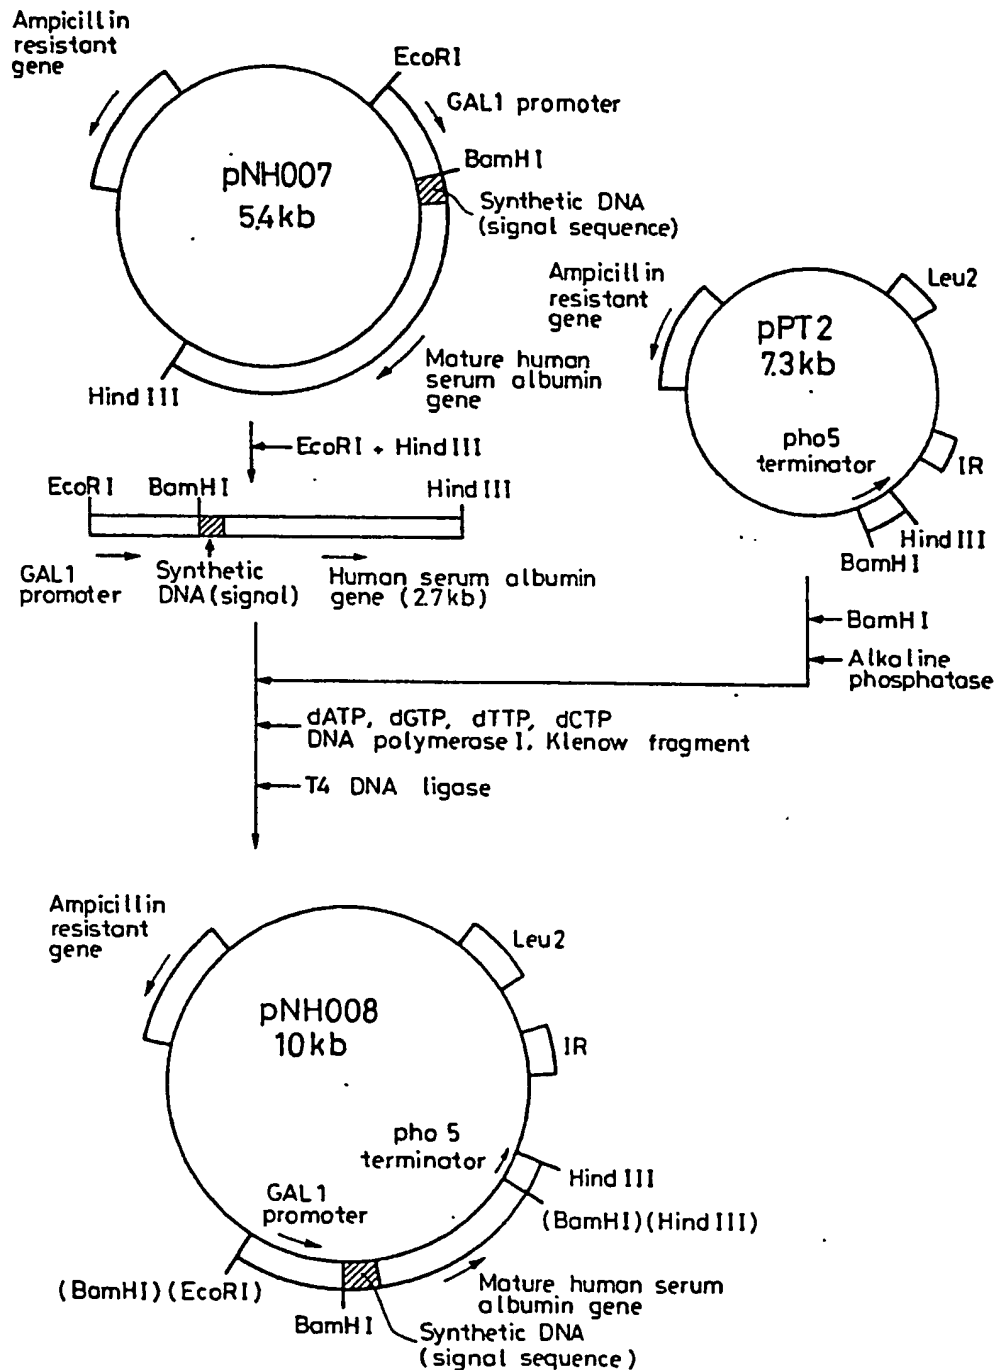 Ampicillin
resistant
gene
EcoRI
GAL1 promoter
BamHI
pNH007
5.4kb
Synthetic DNA
(signal sequence)
Mature human
serum albumin
gene
Hind III
Ampicillin
resistant
gene
Leu2
pPT2
7.3kb
pho5
terminator
IR
Hind III
BamHI
EcoRI + Hind III
EcoRI BamHI Hind III
GAL1
promoter
Synthetic
DNA (signal)
Human serum albumin
gene (2.7kb)
BamHI
Alkaline
phosphatase
dATP, dGTP, dTTP, dCTP
DNA polymerase I, Klenow fragment
T4 DNA ligase
Ampicillin
resistant
gene
Leu2
pNH008
10kb
IR
pho 5
terminator
Hind III
(BamHI)(Hind III)
GAL1
promoter
(BamHI)(EcoRI)
BamHI
Mature human serum
albumin gene
Synthetic DNA
(signal sequence)